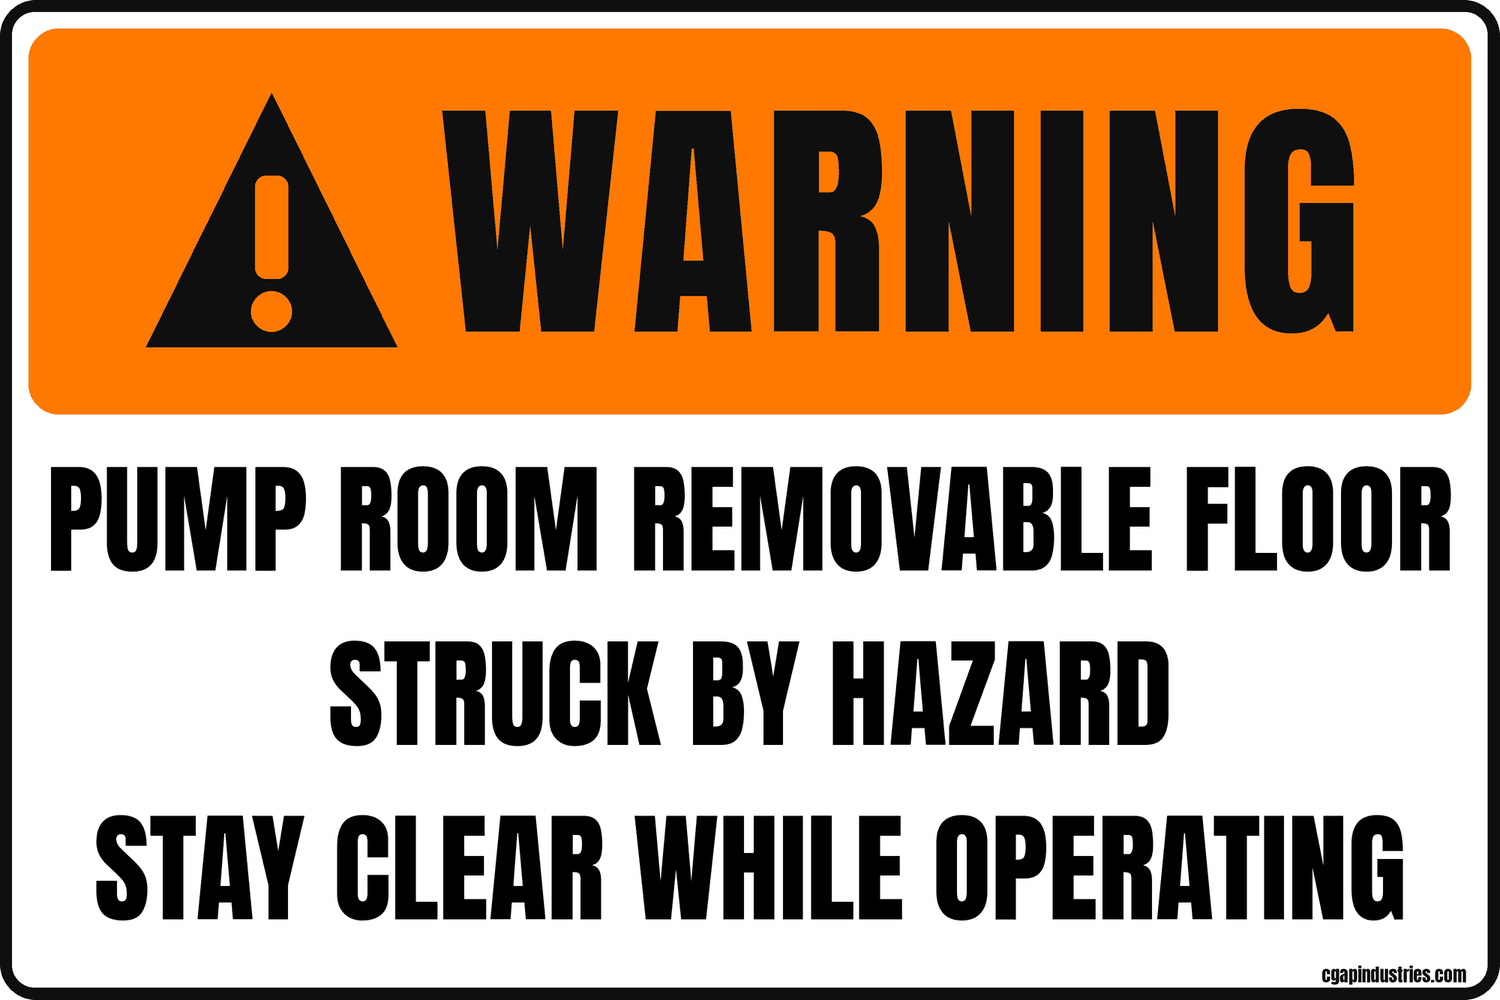 WARNING
PUMP ROOM REMOVABLE FLOOR
STRUCK BY HAZARD
STAY CLEAR WHILE OPERATING
cgapindustries.com